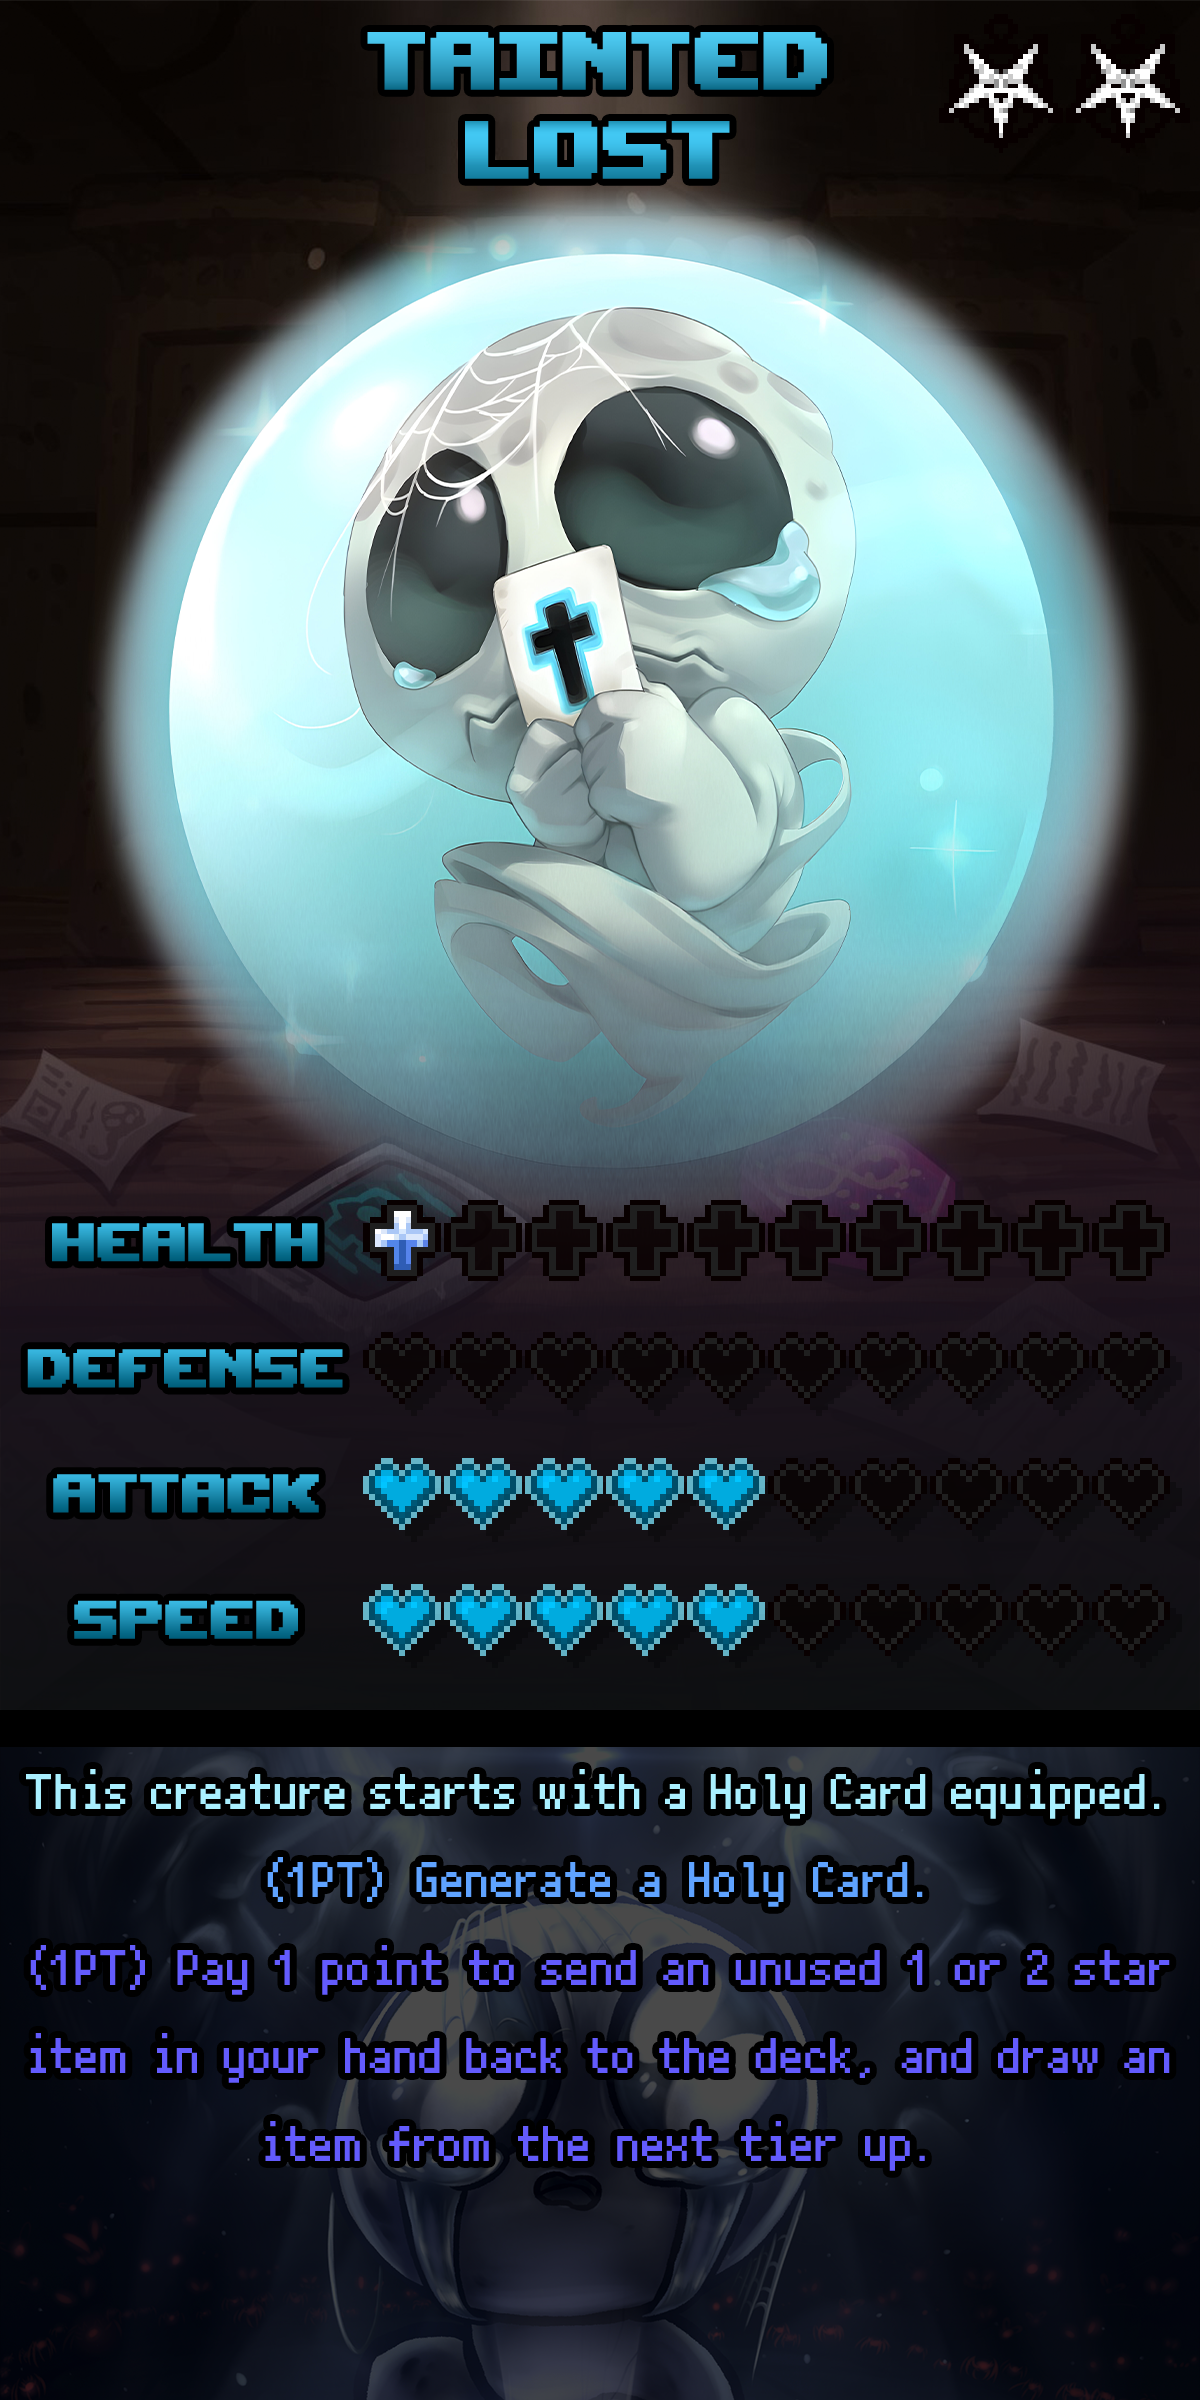 TAINTED
LOST
HEALTH
DEFENSE
ATTACK
SPEED
This creature starts with a Holy Card equipped.
(1PT) Generate a Holy Card.
(1PT) Pay 1 point to send an unused 1 or 2 star
item in your hand back to the deck, and draw an
item from the next tier up.